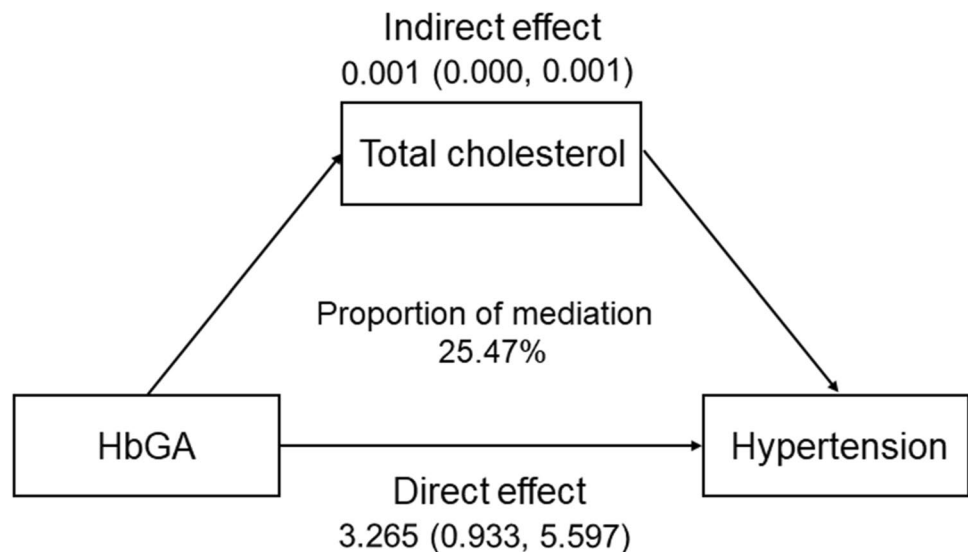 Indirect effect
0.001 (0.000, 0.001)
Total cholesterol
Proportion of mediation
25.47%
HbGA
Hypertension
Direct effect
3.265 (0.933, 5.597)